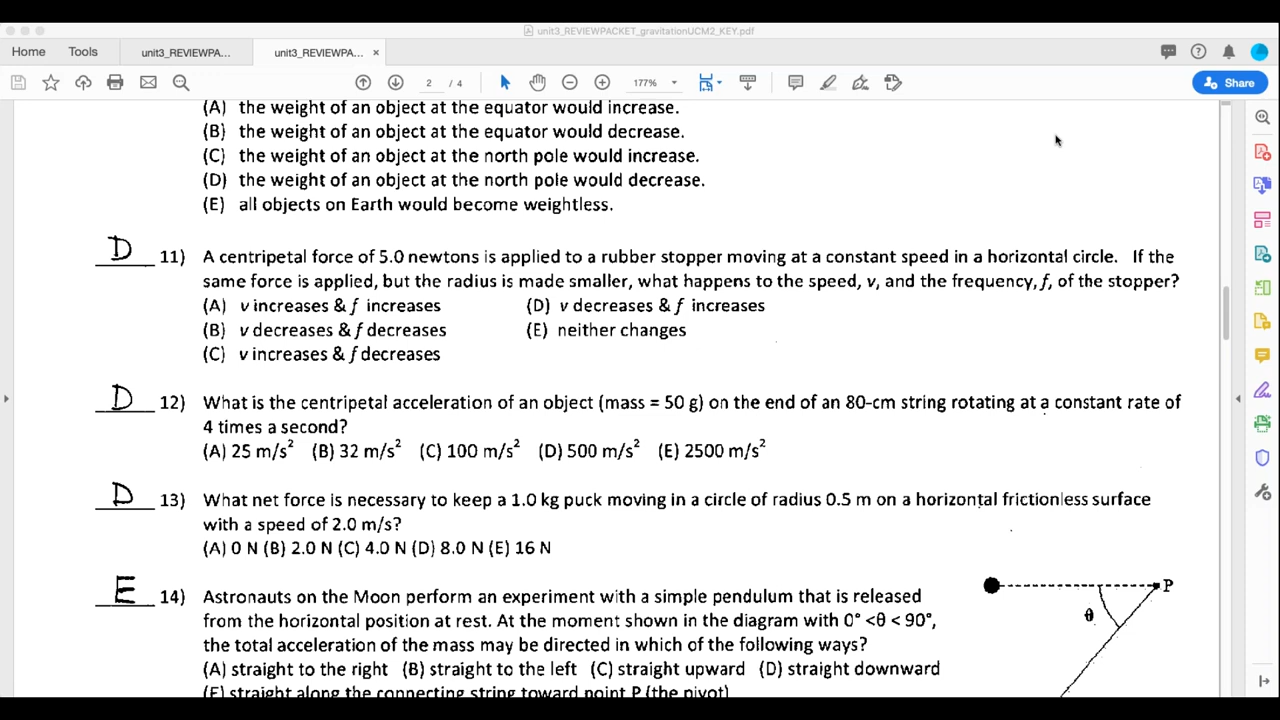 unit3_REVIEWPACKET_gravitationUCM2_KEY.pdf
Home Tools unit3_REVIEWPA... unit3_REVIEWPA... ×
2 / 4 177% Share
(A) the weight of an object at the equator would increase.
(B) the weight of an object at the equator would decrease.
(C) the weight of an object at the north pole would increase.
(D) the weight of an object at the north pole would decrease.
(E) all objects on Earth would become weightless.
D 11) A centripetal force of 5.0 newtons is applied to a rubber stopper moving at a constant speed in a horizontal circle. If the
same force is applied, but the radius is made smaller, what happens to the speed, v, and the frequency, f, of the stopper?
(A) v increases & f increases (D) v decreases & f increases
(B) v decreases & f decreases (E) neither changes
(C) v increases & f decreases
D 12) What is the centripetal acceleration of an object (mass = 50 g) on the end of an 80-cm string rotating at a constant rate of
4 times a second?
(A) 25 m/s² (B) 32 m/s² (C) 100 m/s² (D) 500 m/s² (E) 2500 m/s²
D 13) What net force is necessary to keep a 1.0 kg puck moving in a circle of radius 0.5 m on a horizontal frictionless surface
with a speed of 2.0 m/s?
(A) 0 N (B) 2.0 N (C) 4.0 N (D) 8.0 N (E) 16 N
E 14) Astronauts on the Moon perform an experiment with a simple pendulum that is released
from the horizontal position at rest. At the moment shown in the diagram with 0° <θ < 90°,
the total acceleration of the mass may be directed in which of the following ways?
(A) straight to the right (B) straight to the left (C) straight upward (D) straight downward
(E) straight along the connecting string toward point P (the pivot)
P
θ